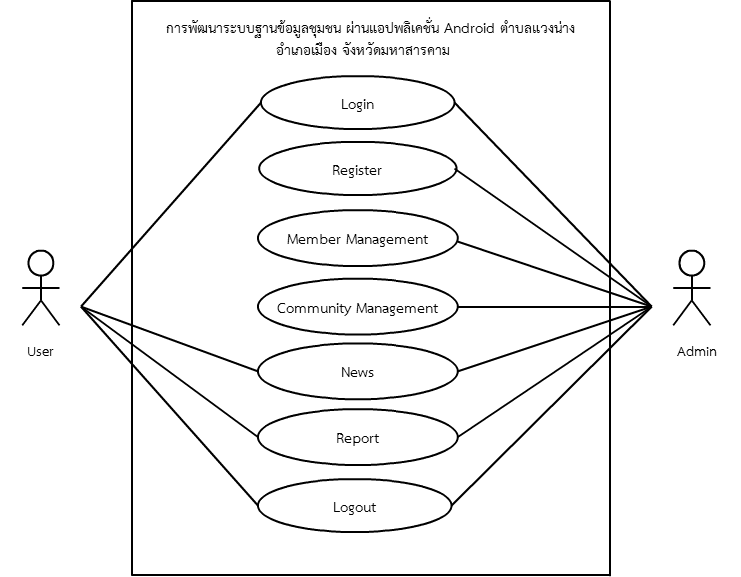 การพัฒนาระบบฐานข้อมูลชุมชน ผ่านแอปพลิเคชั่น Android ตำบลแวงน่าง
อำเภอเมือง จังหวัดมหาสารคาม
Login
Register
Member Management
Community Management
News
Report
Logout
User
Admin